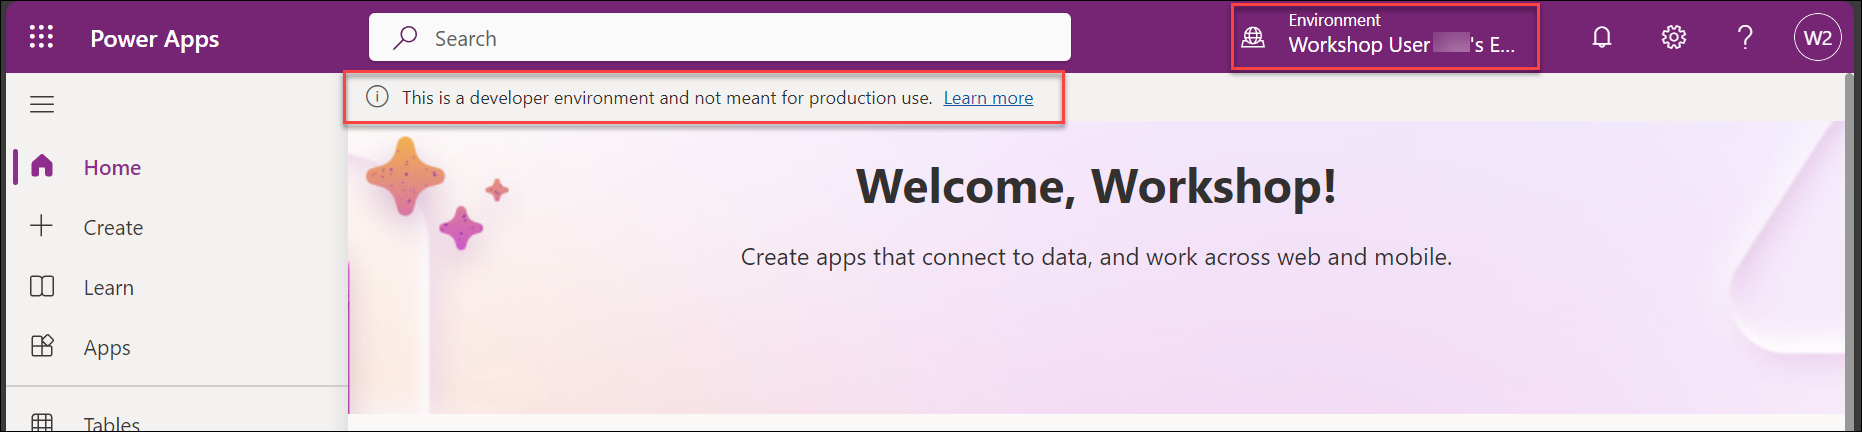 Power Apps
Search
Environment
Workshop User 's E...
W2
This is a developer environment and not meant for production use. Learn more
Home
Create
Learn
Apps
Tables
Welcome, Workshop!
Create apps that connect to data, and work across web and mobile.